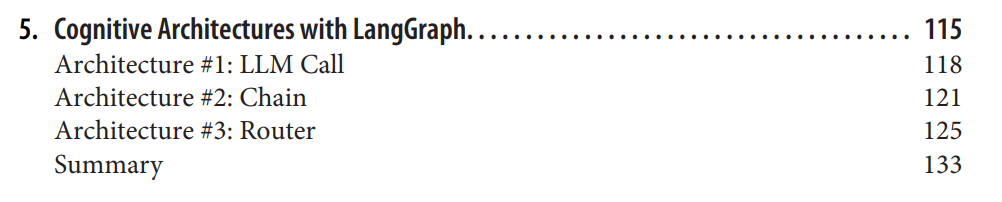 5. Cognitive Architectures with LangGraph. . . . . . . . . . . . . . . . . . . . . . . . . . . . . . . . . . . . . 115
Architecture #1: LLM Call 118
Architecture #2: Chain 121
Architecture #3: Router 125
Summary 133